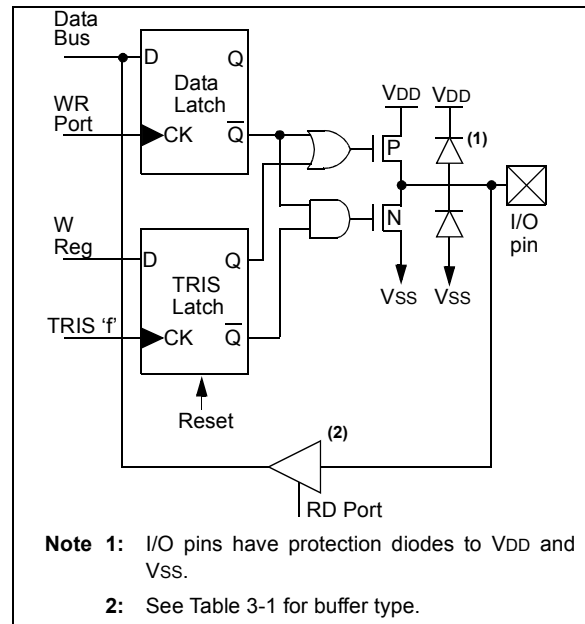 Data
Bus
D
Q
Data
Latch
WR
Port
CK
Q
VDD
VDD
P
(1)
N
I/O
pin
W
Reg
D
Q
TRIS
Latch
VSS
VSS
TRIS ‘f’
CK
Q
Reset
(2)
RD Port
Note 1: I/O pins have protection diodes to VDD and
VSS.
2: See Table 3-1 for buffer type.